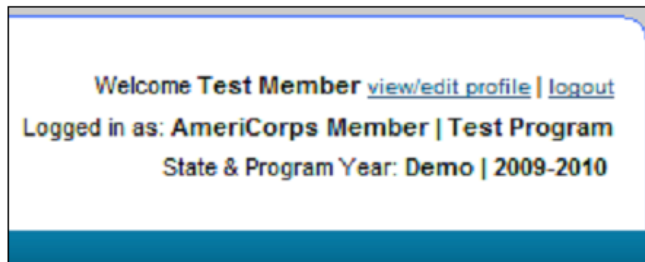 Welcome Test Member view/edit profile | logout
Logged in as: AmeriCorps Member | Test Program
State & Program Year: Demo | 2009-2010